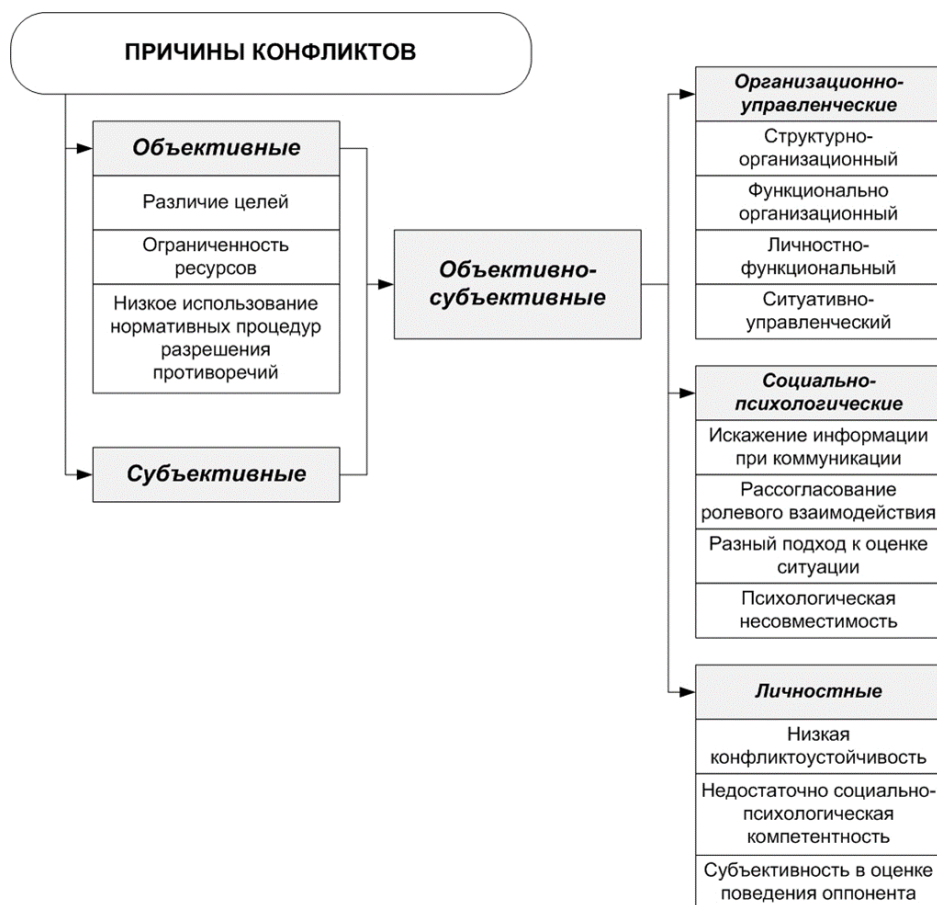 ПРИЧИНЫ КОНФЛИКТОВ
Объективные
Различие целей
Ограниченность
ресурсов
Низкое использование
нормативных процедур
разрешения
противоречий
Субъективные
Объективно-
субъективные
Организационно-
управленческие
Структурно-
организационный
Функционально
организационный
Личностно-
функциональный
Ситуативно-
управленческий
Социально-
психологические
Искажение информации
при коммуникации
Рассогласование
ролевого взаимодействия
Разный подход к оценке
ситуации
Психологическая
несовместимость
Личностные
Низкая
конфликтоустойчивость
Недостаточно социально-
психологическая
компетентность
Субъективность в оценке
поведения оппонента